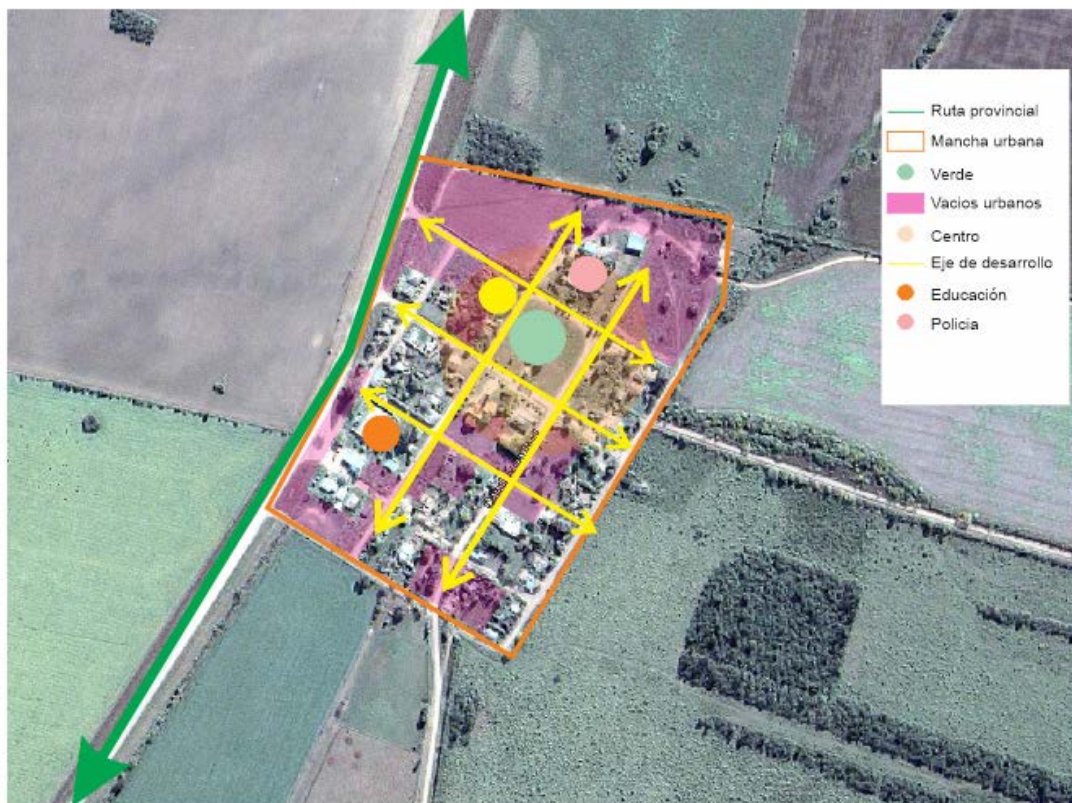 Ruta provincial
Mancha urbana
Verde
Vacios urbanos
Centro
Eje de desarrollo
Educación
Policia